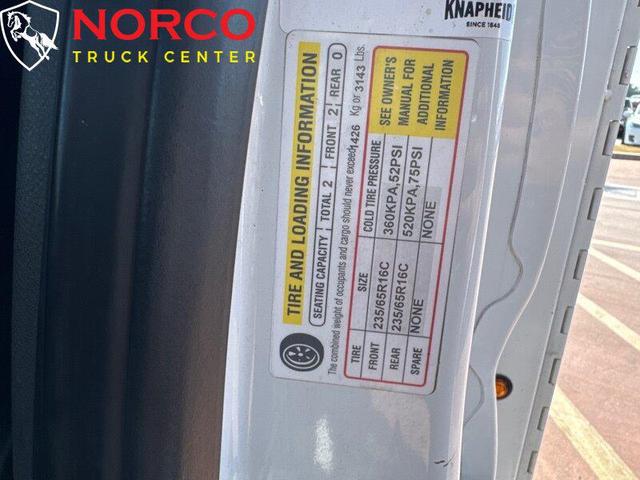 NORCO
TRUCK CENTER
KNAPHEID
SINCE 1848
TIRE AND LOADING INFORMATION
SEATING CAPACITY TOTAL 2 FRONT 2 REAR 0
The combined weight of occupants and cargo should never exceed 1426 Kg or 3143 Lbs.
TIRE SIZE COLD TIRE PRESSURE
FRONT 235/65R16C 360KPA,52PSI
REAR 235/65R16C 520KPA,75PSI
SPARE NONE NONE
SEE OWNER'S
MANUAL FOR
ADDITIONAL
INFORMATION